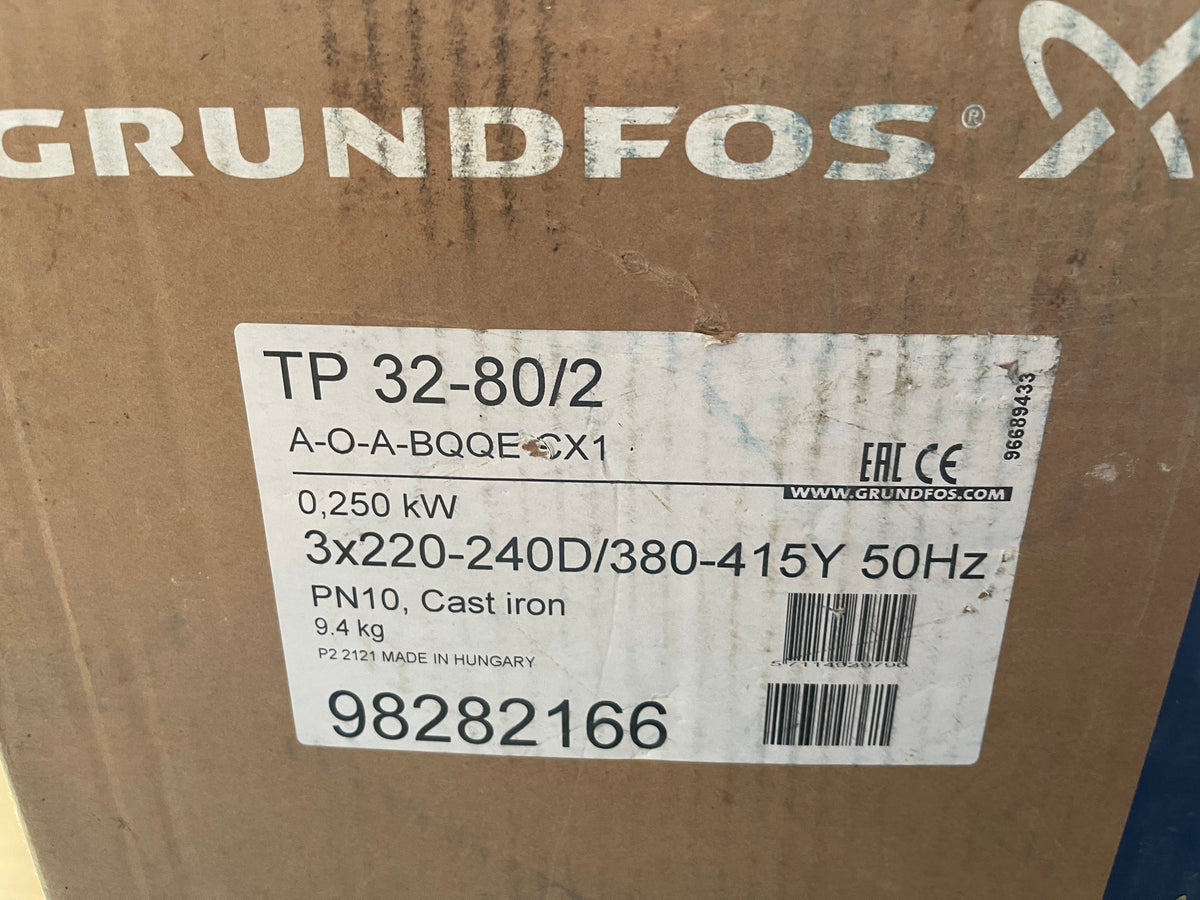 GRUNDFOS®
TP 32-80/2
A-O-A-BQQE-CX1
96689433
EAC CE
WWW.GRUNDFOS.COM
0,250 kW
3x220-240D/380-415Y 50Hz
PN10, Cast iron
9.4 kg
P2 2121 MADE IN HUNGARY
98282166